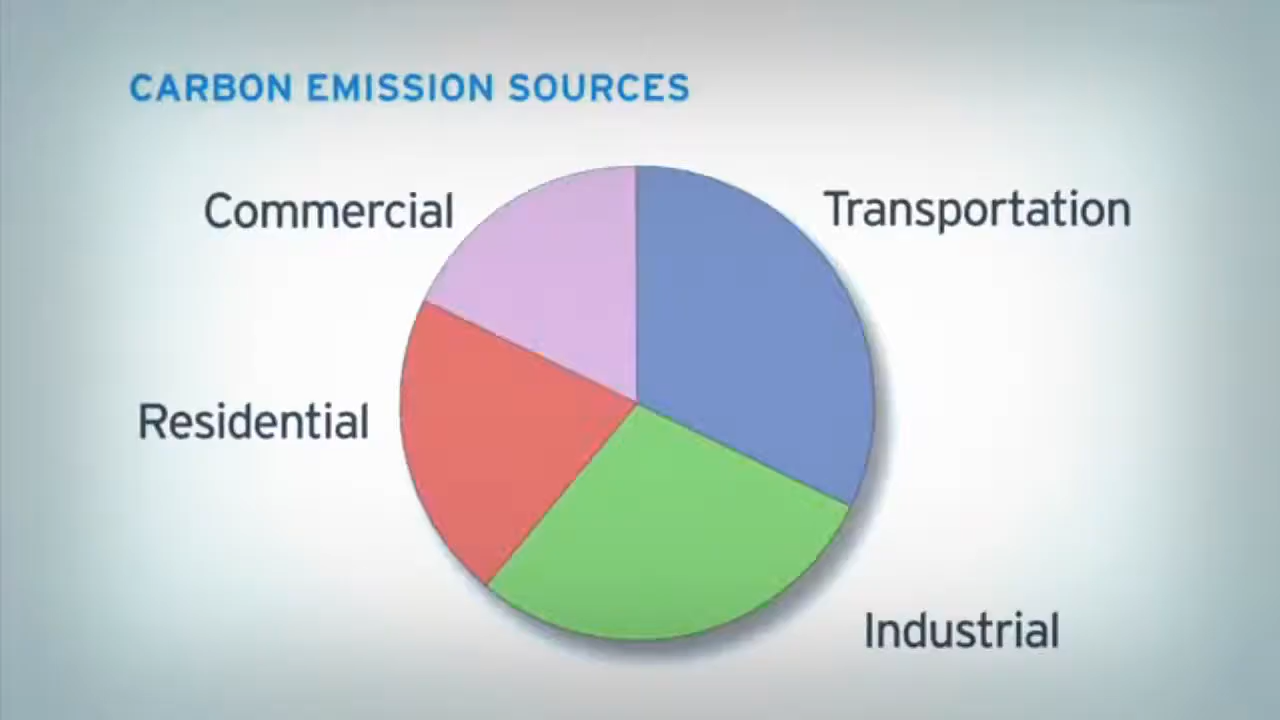 CARBON EMISSION SOURCES
Commercial
Transportation
Residential
Industrial